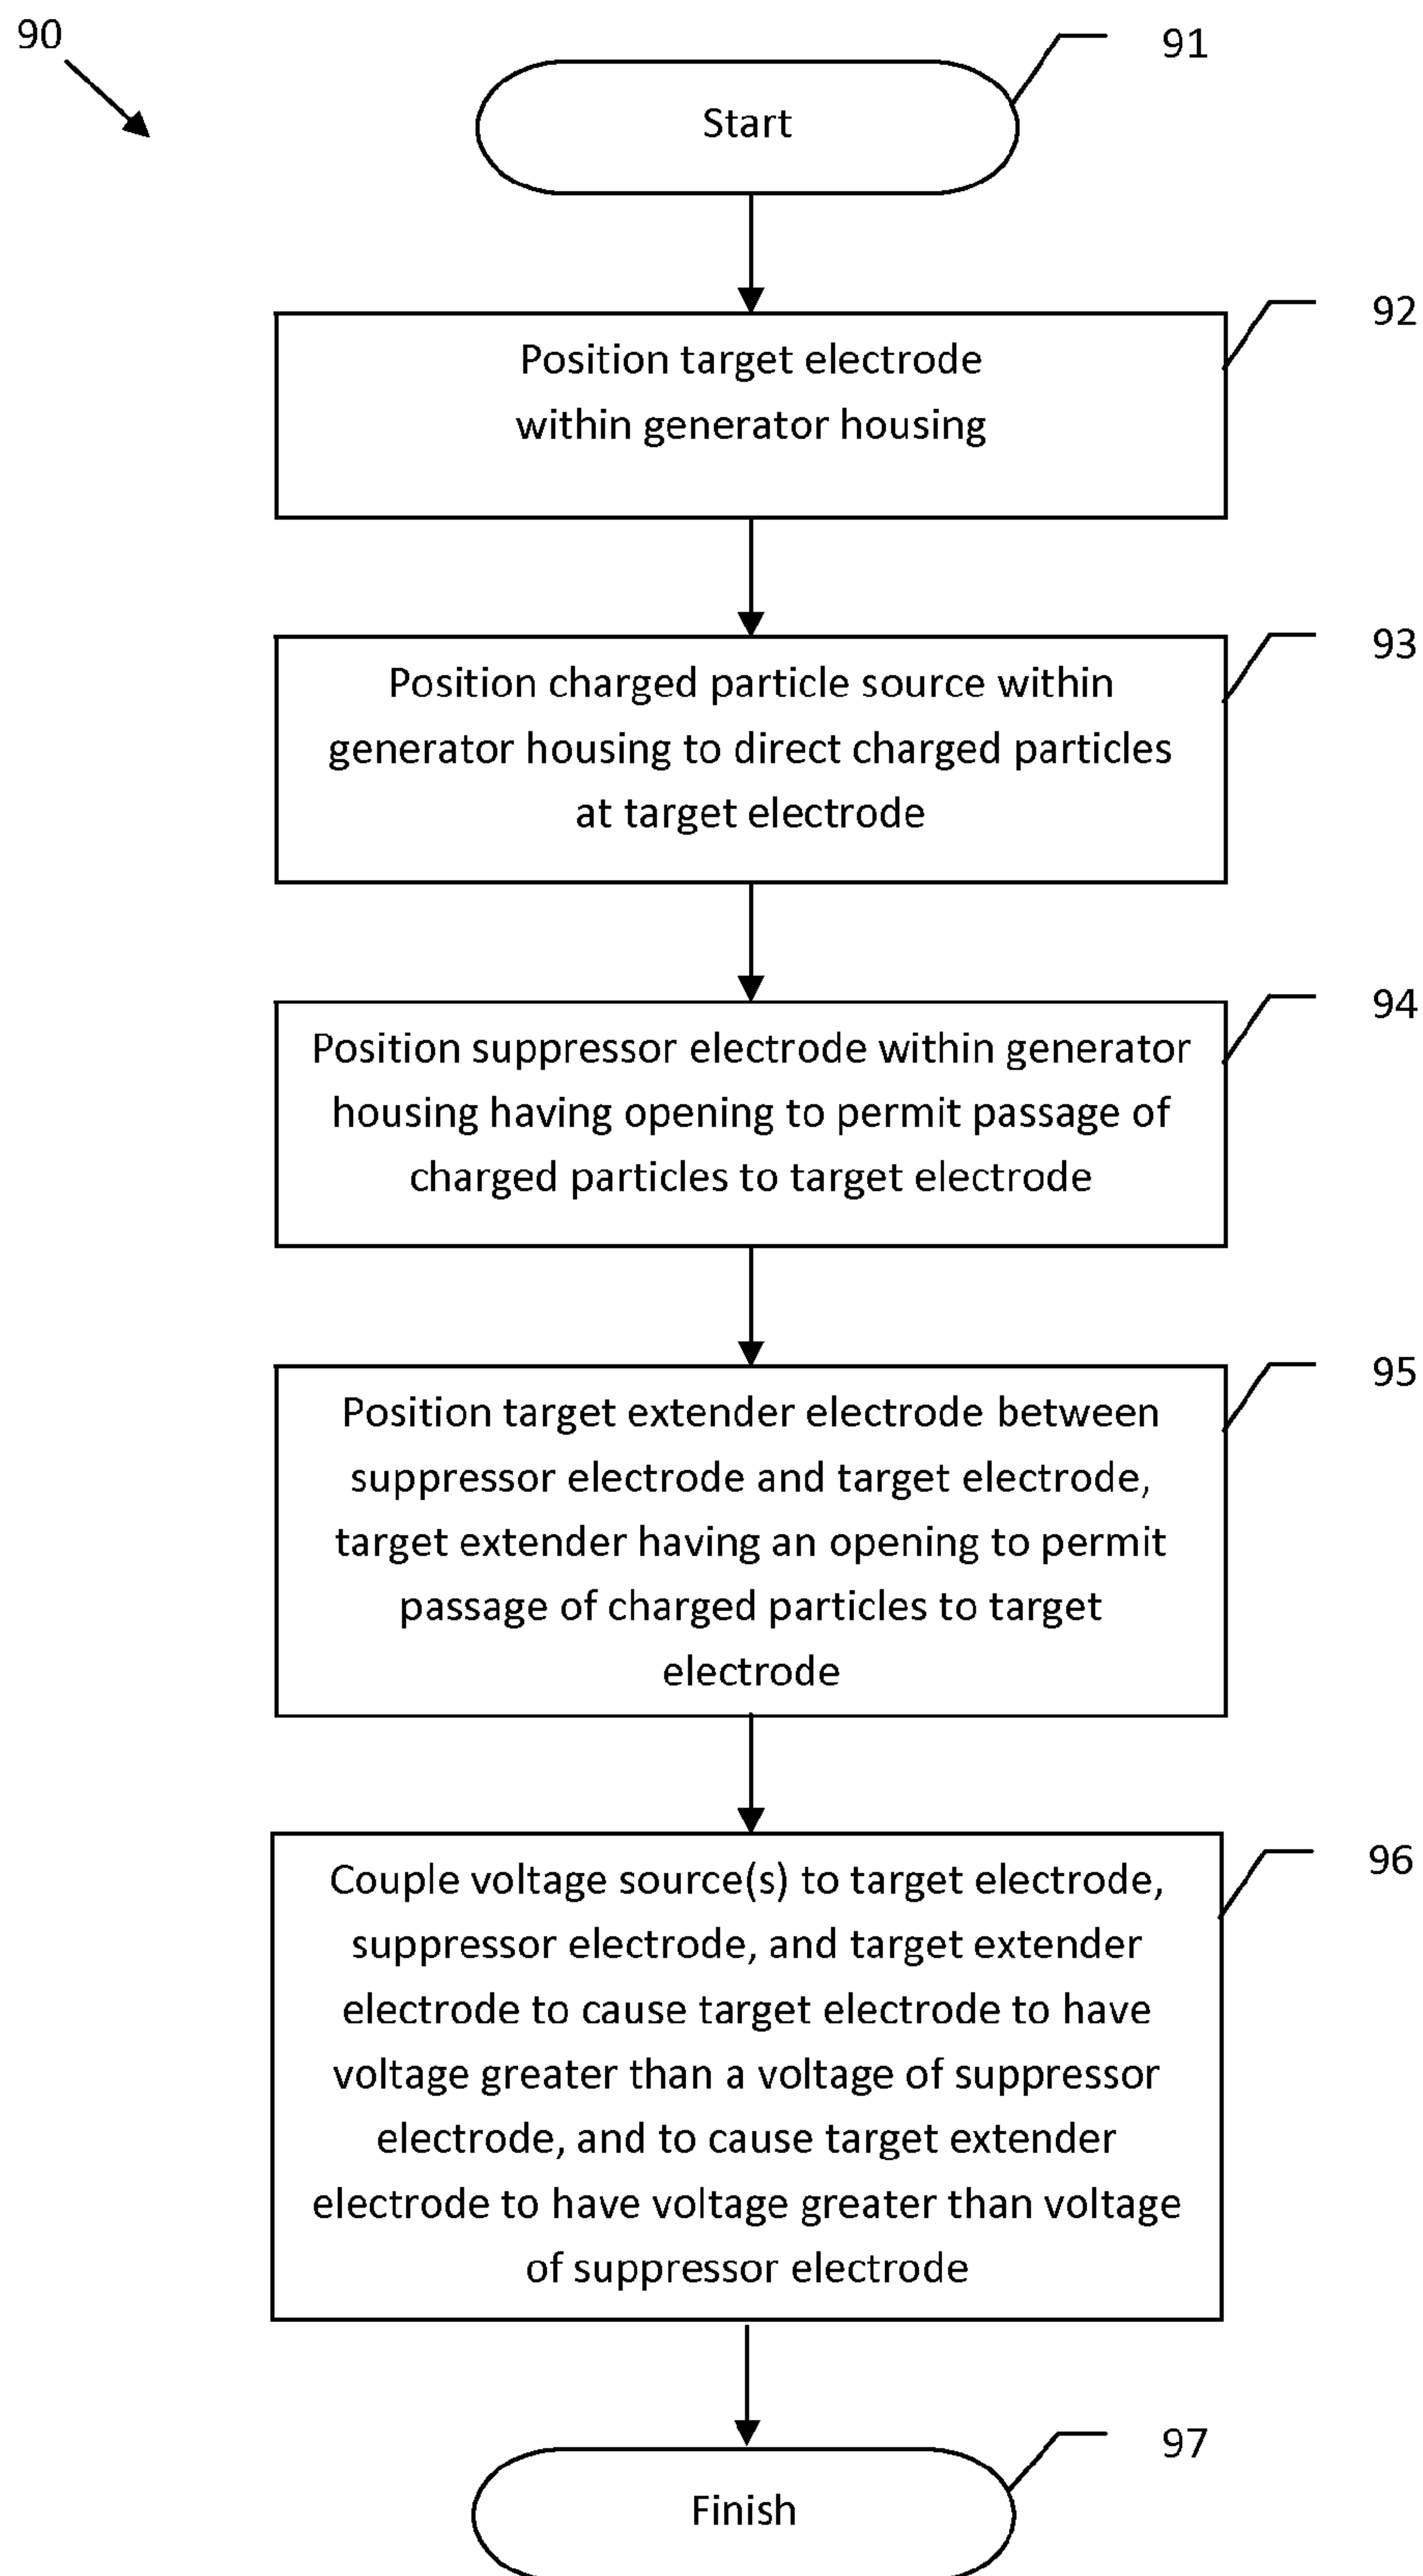 90
91
Start
92
Position target electrode
within generator housing
93
Position charged particle source within
generator housing to direct charged particles
at target electrode
94
Position suppressor electrode within generator
housing having opening to permit passage of
charged particles to target electrode
95
Position target extender electrode between
suppressor electrode and target electrode,
target extender having an opening to permit
passage of charged particles to target
electrode
96
Couple voltage source(s) to target electrode,
suppressor electrode, and target extender
electrode to cause target electrode to have
voltage greater than a voltage of suppressor
electrode, and to cause target extender
electrode to have voltage greater than voltage
of suppressor electrode
97
Finish